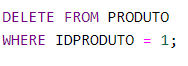 DELETE FROM PRODUTO
WHERE IDPRODUTO = 1;